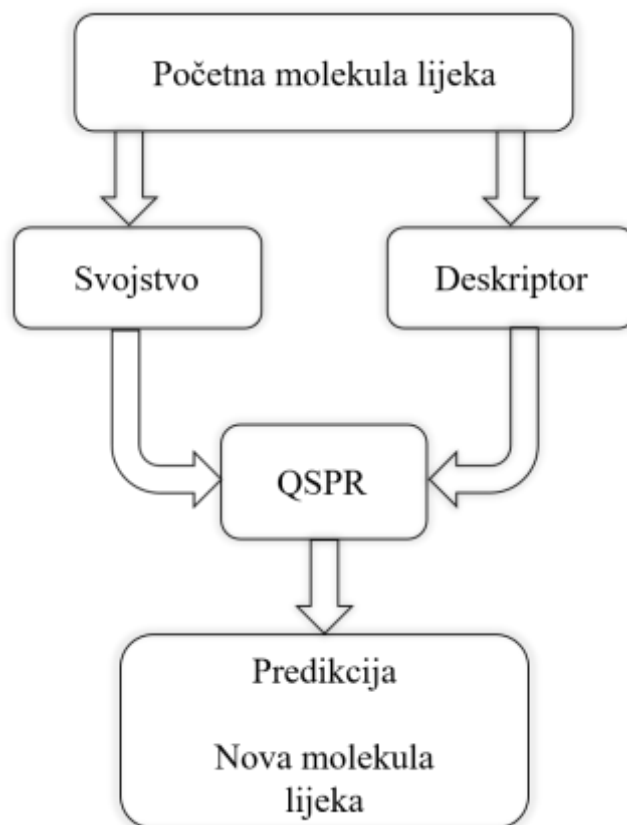 Početna molekula lijeka
Svojstvo
Deskriptor
QSPR
Predikcija
Nova molekula
lijeka